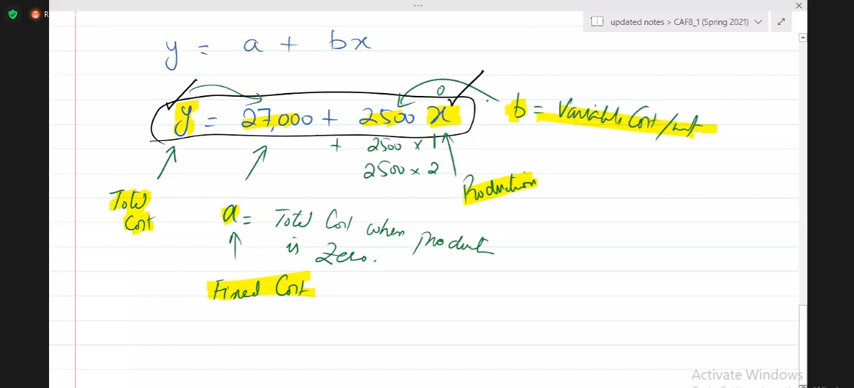 updated notes > CAF8_1 (Spring 2021)
y = a + bx
0
y = 27,000 + 2500 x
b = Variable Cost/unit
+ 2500 × 1
2500 × 2
Production
Total Cost
a = Total Cost when Product
is Zero.
Fixed Cost
Activate Windows